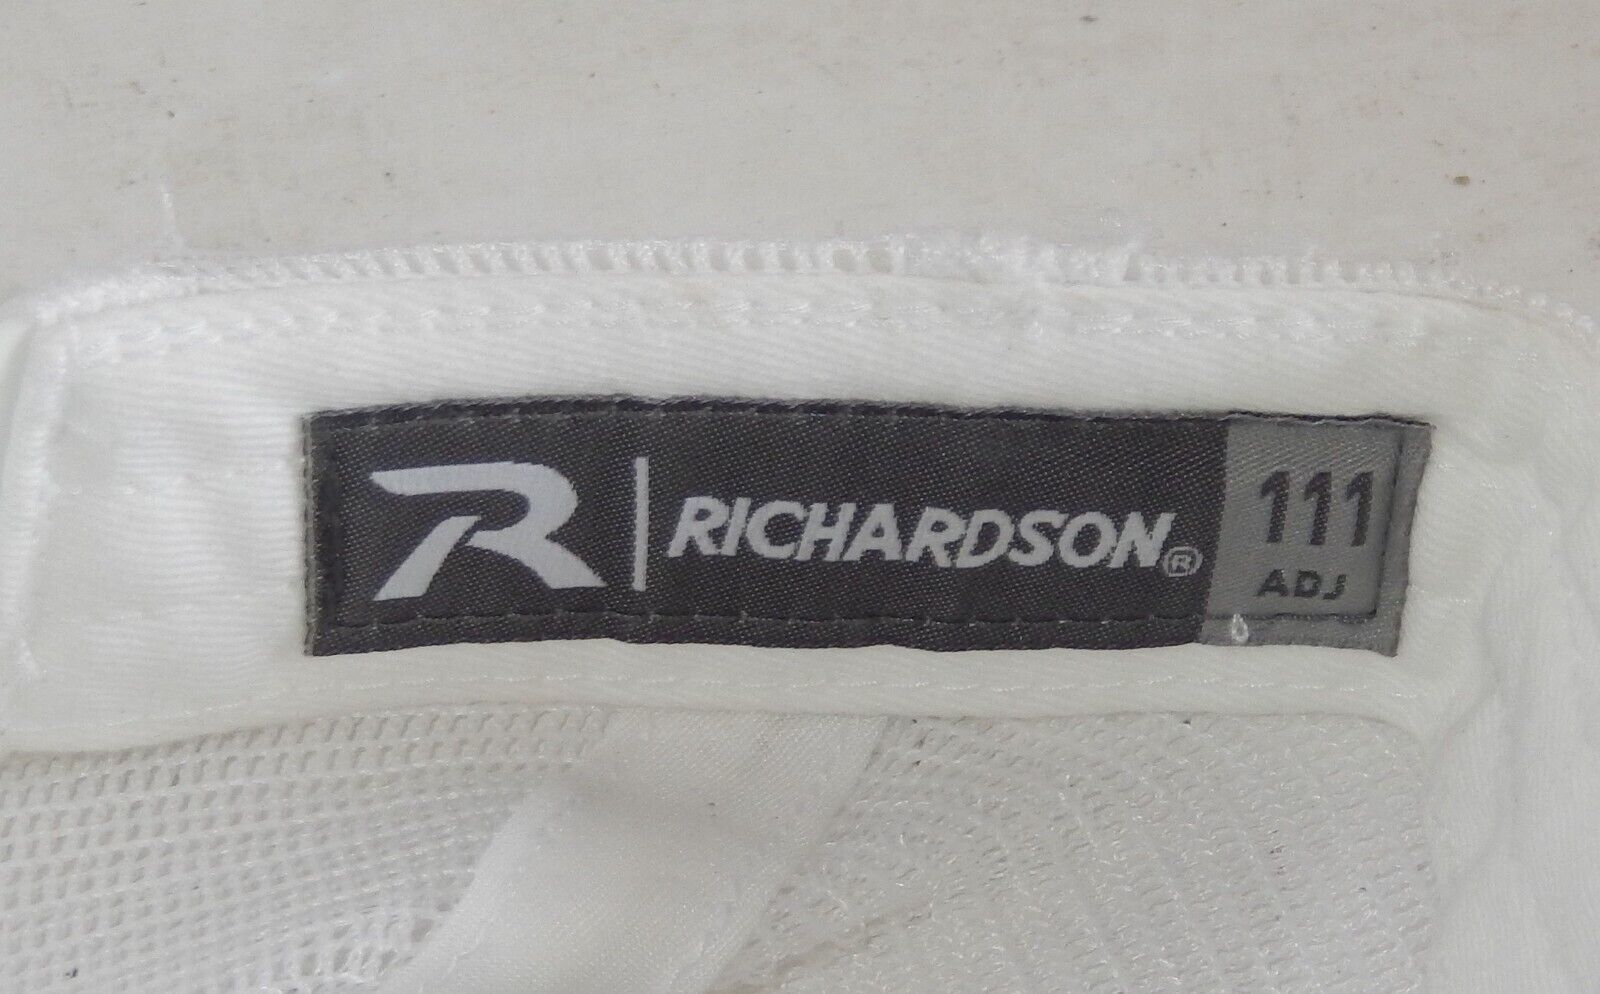 R | RICHARDSON® 111
ADJ